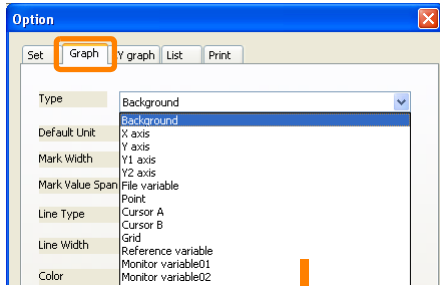 Option
Set Graph Y graph List Print
Type Background
Background
Default Unit X axis
Y axis
Mark Width Y1 axis
Y2 axis
Mark Value Span File variable
Point
Line Type Cursor A
Cursor B
Grid
Line Width Reference variable
Monitor variable01
Color Monitor variable02